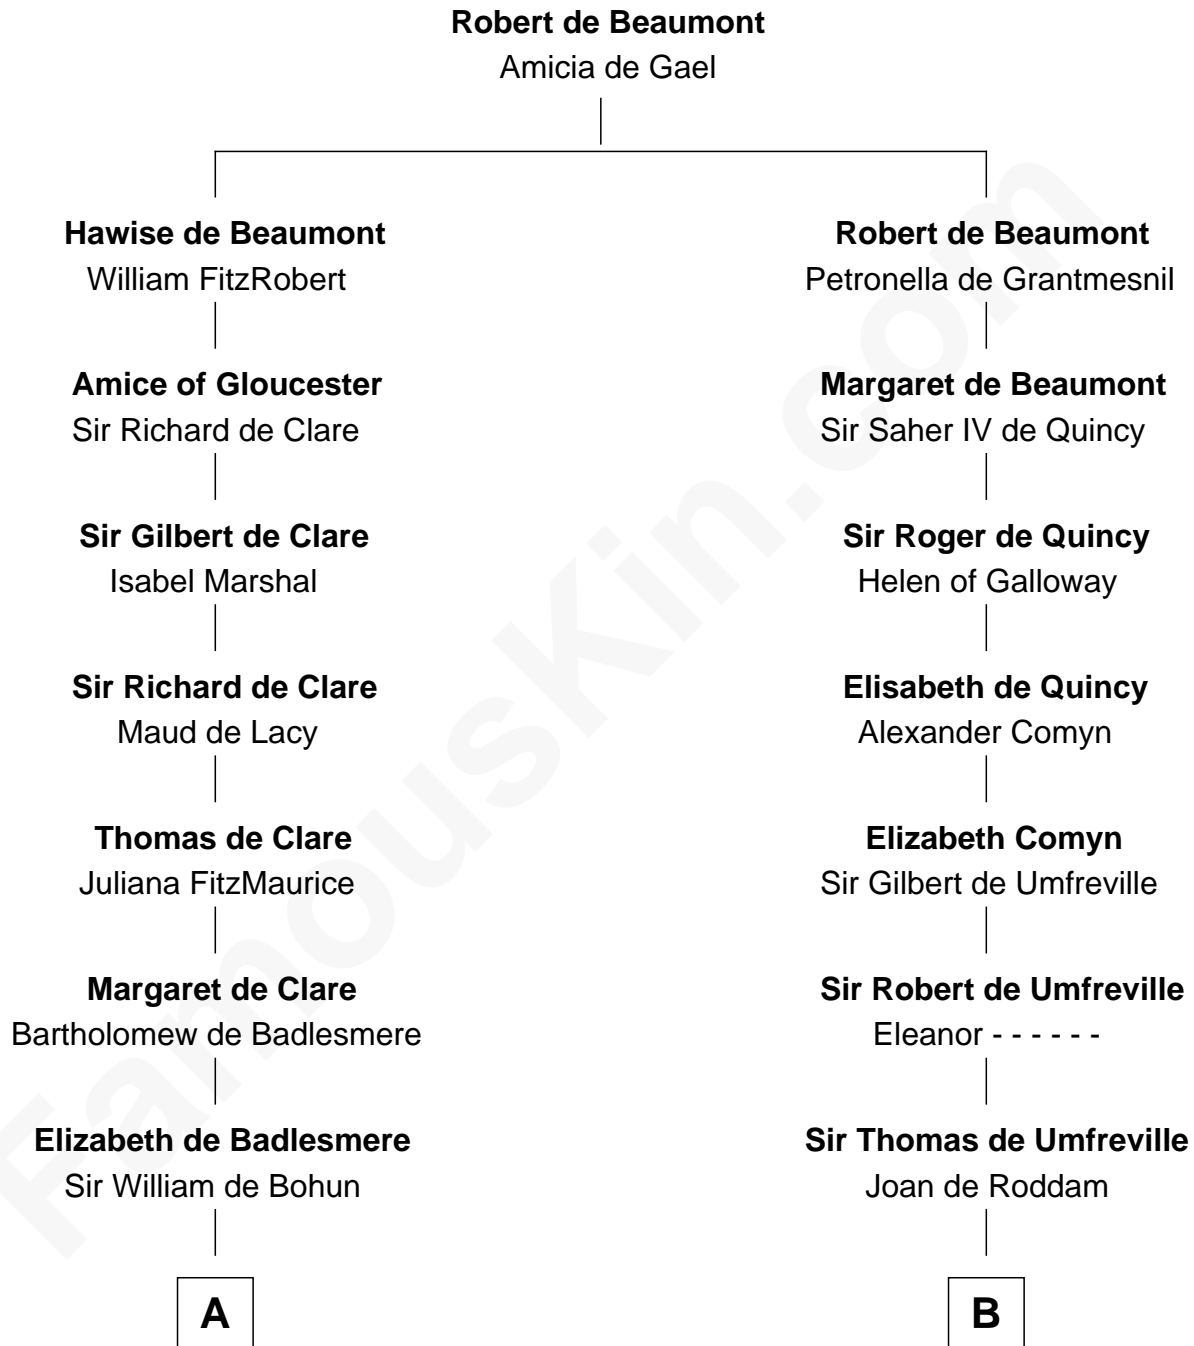 Robert de Beaumont
Amicia de Gael
Hawise de Beaumont
William FitzRobert
Robert de Beaumont
Petronella de Grantmesnil
Amice of Gloucester
Sir Richard de Clare
Margaret de Beaumont
Sir Saher IV de Quincy
Sir Gilbert de Clare
Isabel Marshal
Sir Roger de Quincy
Helen of Galloway
Sir Richard de Clare
Maud de Lacy
Elisabeth de Quincy
Alexander Comyn
Thomas de Clare
Juliana FitzMaurice
Elizabeth Comyn
Sir Gilbert de Umfreville
Margaret de Clare
Bartholomew de Badlesmere
Sir Robert de Umfreville
Eleanor - - - - - -
Elizabeth de Badlesmere
Sir William de Bohun
Sir Thomas de Umfreville
Joan de Roddam
A
B
FamousKin.com